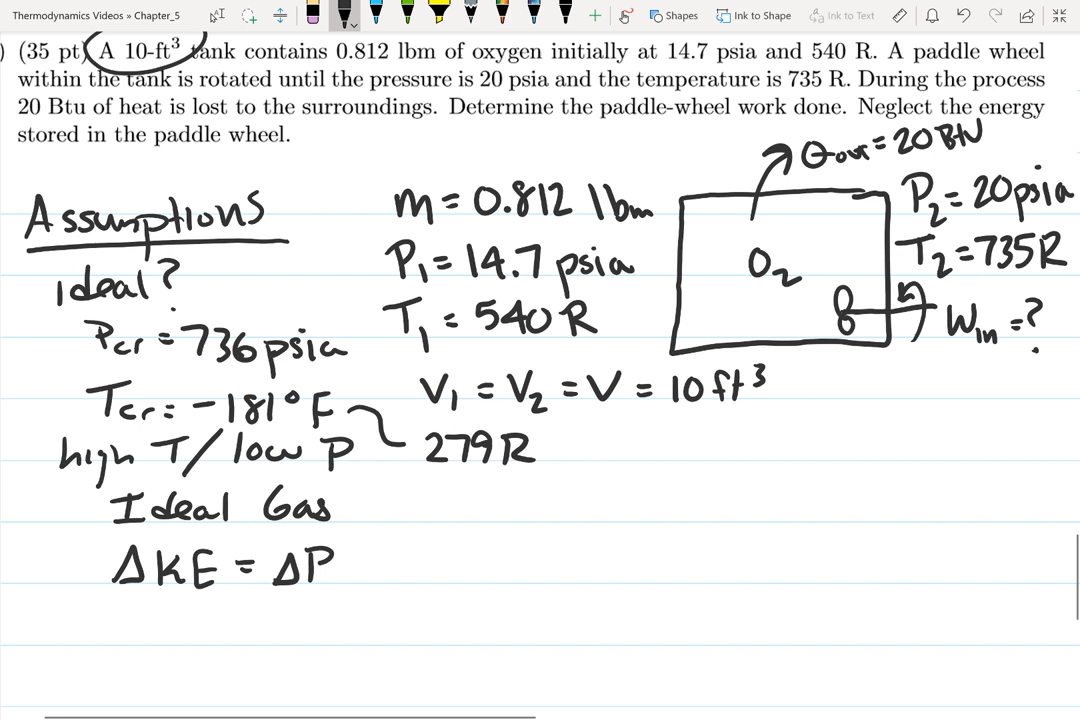 Thermodynamics Videos » Chapter_5
Shapes
Ink to Shape
Ink to Text
) (35 pt) A 10-ft³ tank contains 0.812 lbm of oxygen initially at 14.7 psia and 540 R. A paddle wheel
within the tank is rotated until the pressure is 20 psia and the temperature is 735 R. During the process
20 Btu of heat is lost to the surroundings. Determine the paddle-wheel work done. Neglect the energy
stored in the paddle wheel.
Assumptions
ideal?
Pcr = 736 psia
Tcr = -181°F
279R
high T/ low P
Ideal Gas
ΔKE = ΔP
m = 0.812 lbm
P₁ = 14.7 psia
T₁ = 540 R
V₁ = V₂ = V = 10 ft³
Qout = 20 BTU
O₂
P₂ = 20 psia
T₂ = 735R
Win = ?